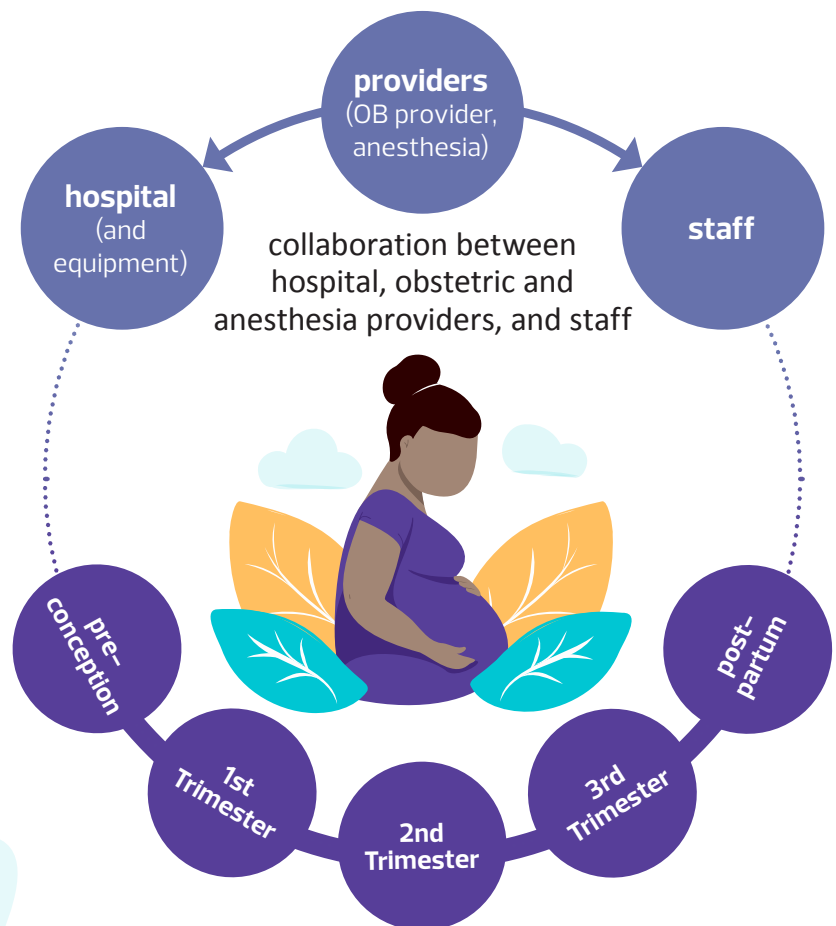 providers
(OB provider,
anesthesia)
hospital
(and
equipment)
staff
collaboration between
hospital, obstetric and
anesthesia providers, and staff
pre–
conception
1st
Trimester
2nd
Trimester
3rd
Trimester
post–
partum